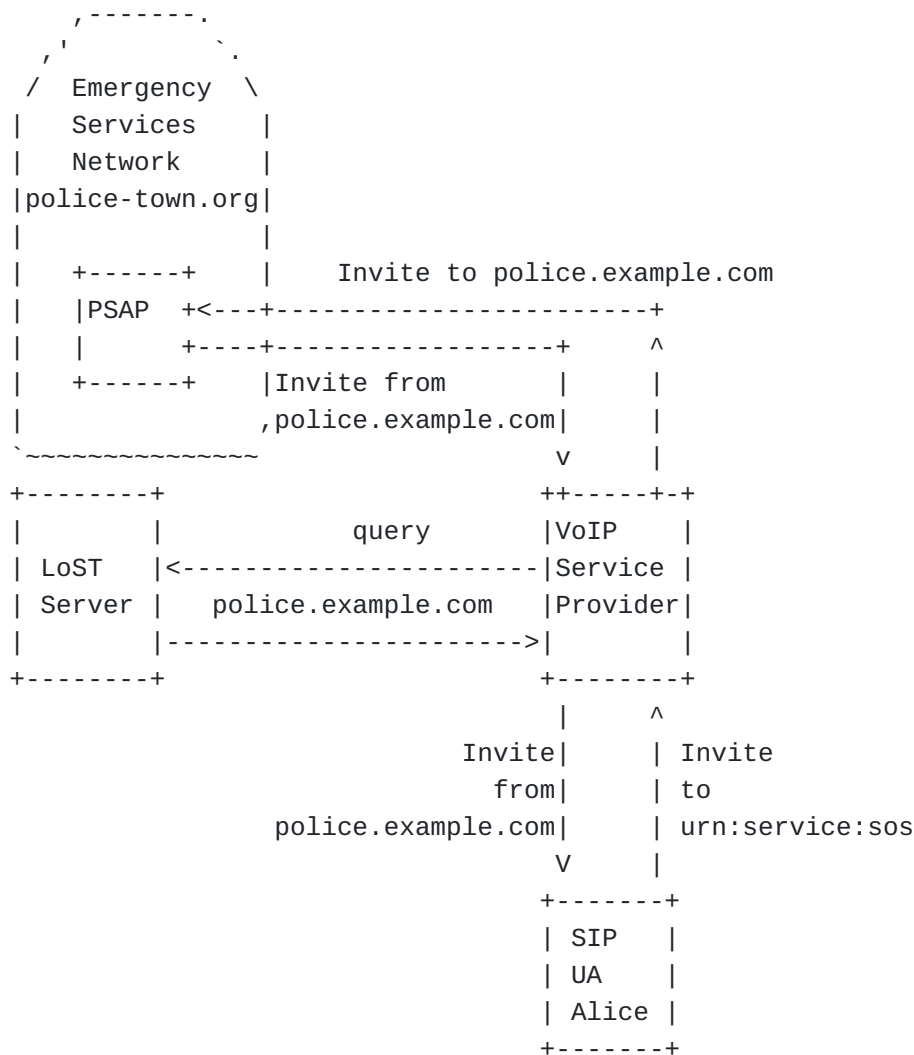 Emergency
Services
Network
police-town.org
Invite to police.example.com
PSAP
Invite from
,police.example.com
query
VoIP
LoST
Service
Server
police.example.com
Provider
Invite
Invite
from
to
police.example.com
urn:service:sos
SIP
UA
Alice